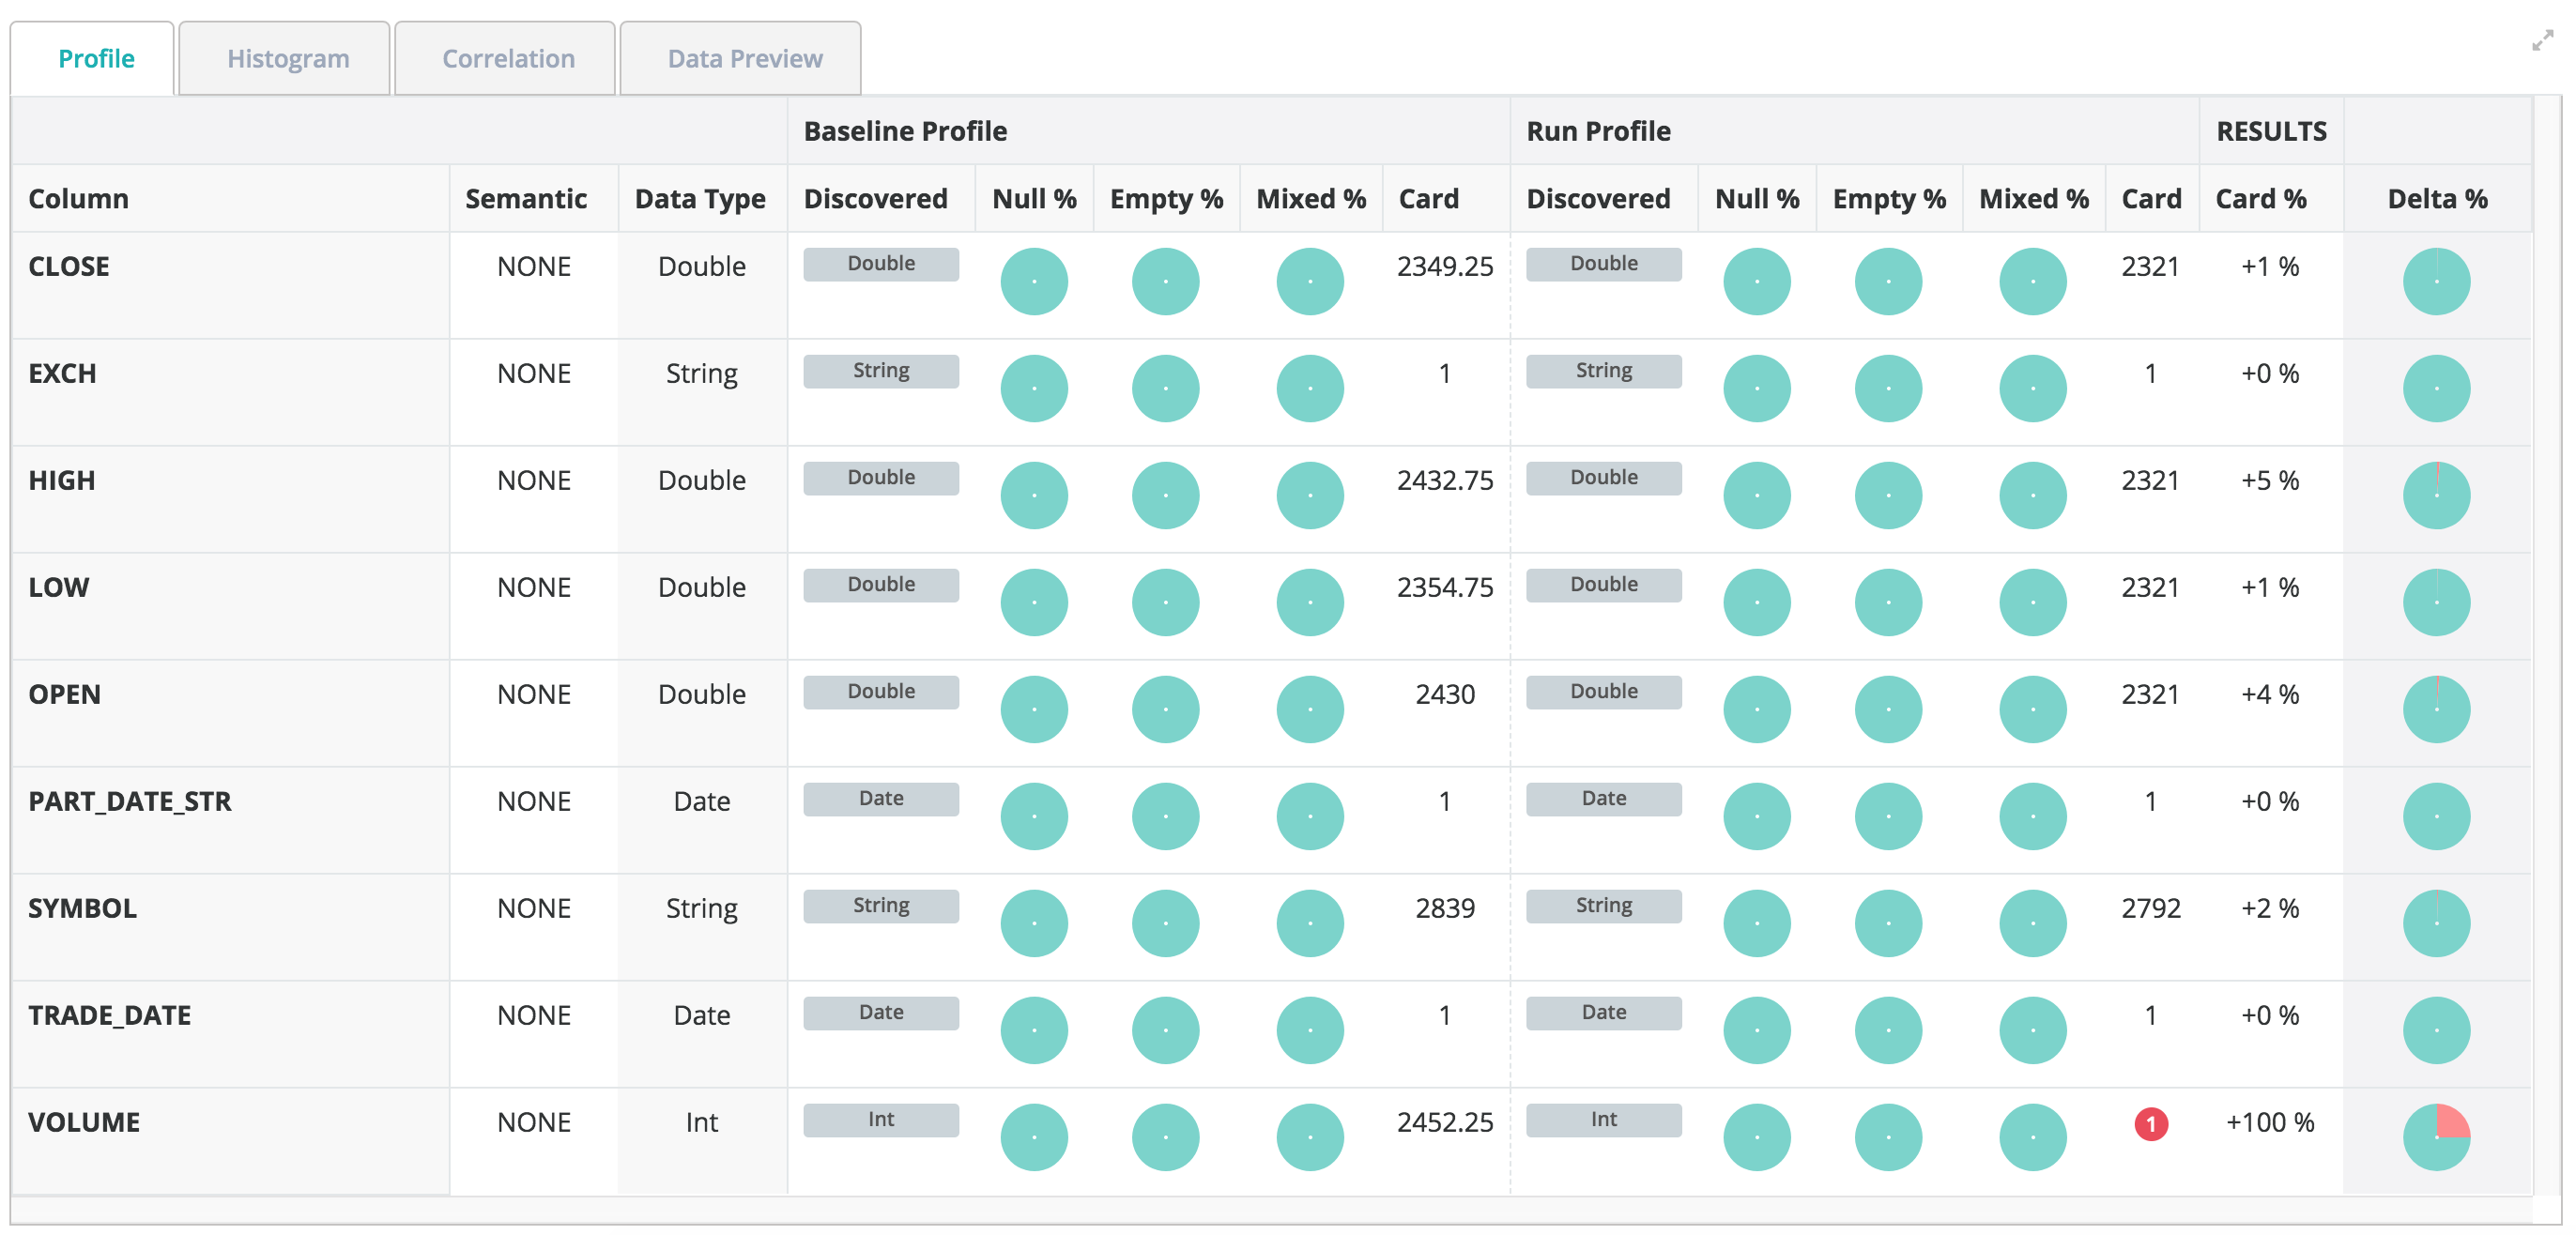 Profile Histogram Correlation Data Preview
Baseline Profile Run Profile RESULTS
Column Semantic Data Type Discovered Null % Empty % Mixed % Card Discovered Null % Empty % Mixed % Card Card % Delta %
CLOSE NONE Double Double 2349.25 Double 2321 +1 %
EXCH NONE String String 1 String 1 +0 %
HIGH NONE Double Double 2432.75 Double 2321 +5 %
LOW NONE Double Double 2354.75 Double 2321 +1 %
OPEN NONE Double Double 2430 Double 2321 +4 %
PART_DATE_STR NONE Date Date 1 Date 1 +0 %
SYMBOL NONE String String 2839 String 2792 +2 %
TRADE_DATE NONE Date Date 1 Date 1 +0 %
VOLUME NONE Int Int 2452.25 Int 1 +100 %